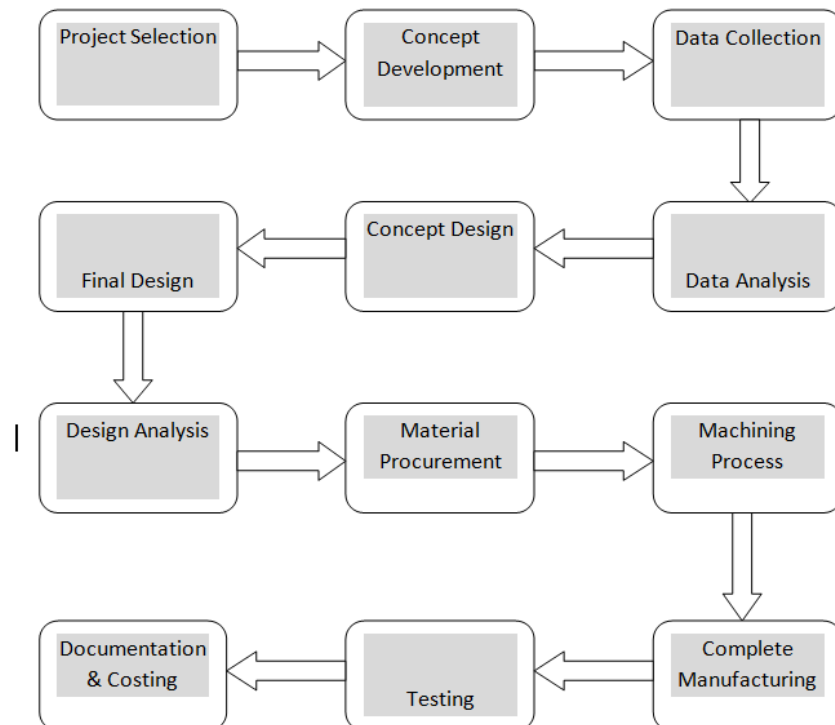 Project Selection
Concept
Development
Data Collection
Data Analysis
Concept Design
Final Design
Design Analysis
Material
Procurement
Machining
Process
Complete
Manufacturing
Testing
Documentation
& Costing